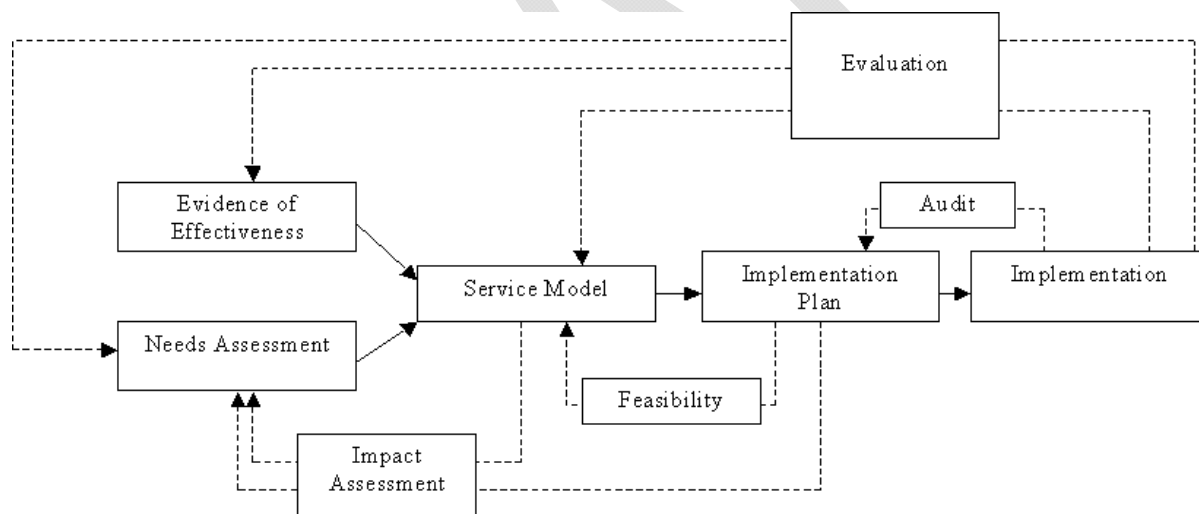 Evaluation
Evidence of
Effectiveness
Audit
Service Model
Implementation
Plan
Implementation
Needs Assessment
Feasibility
Impact
Assessment